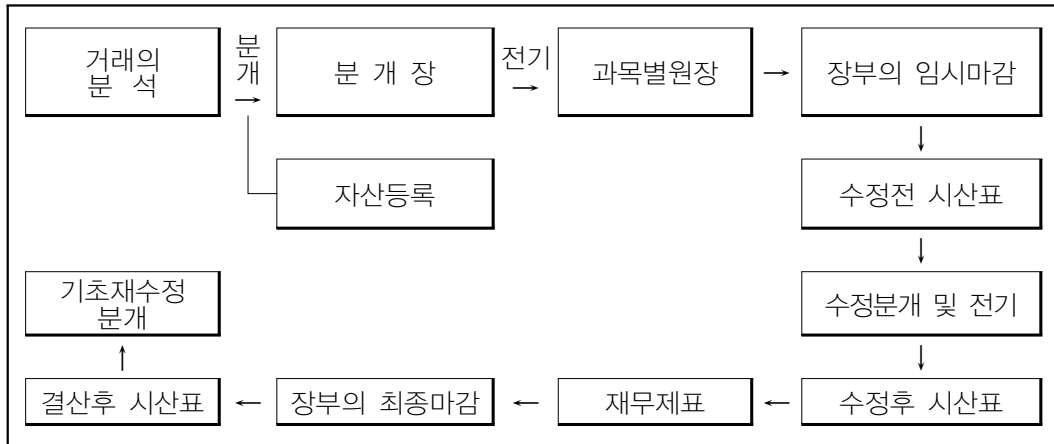 거래의
분 석
분
개
분 개 장
전기
과목별원장
장부의 임시마감
자산등록
수정전 시산표
기초재수정
분개
수정분개 및 전기
결산후 시산표
장부의 최종마감
재무제표
수정후 시산표